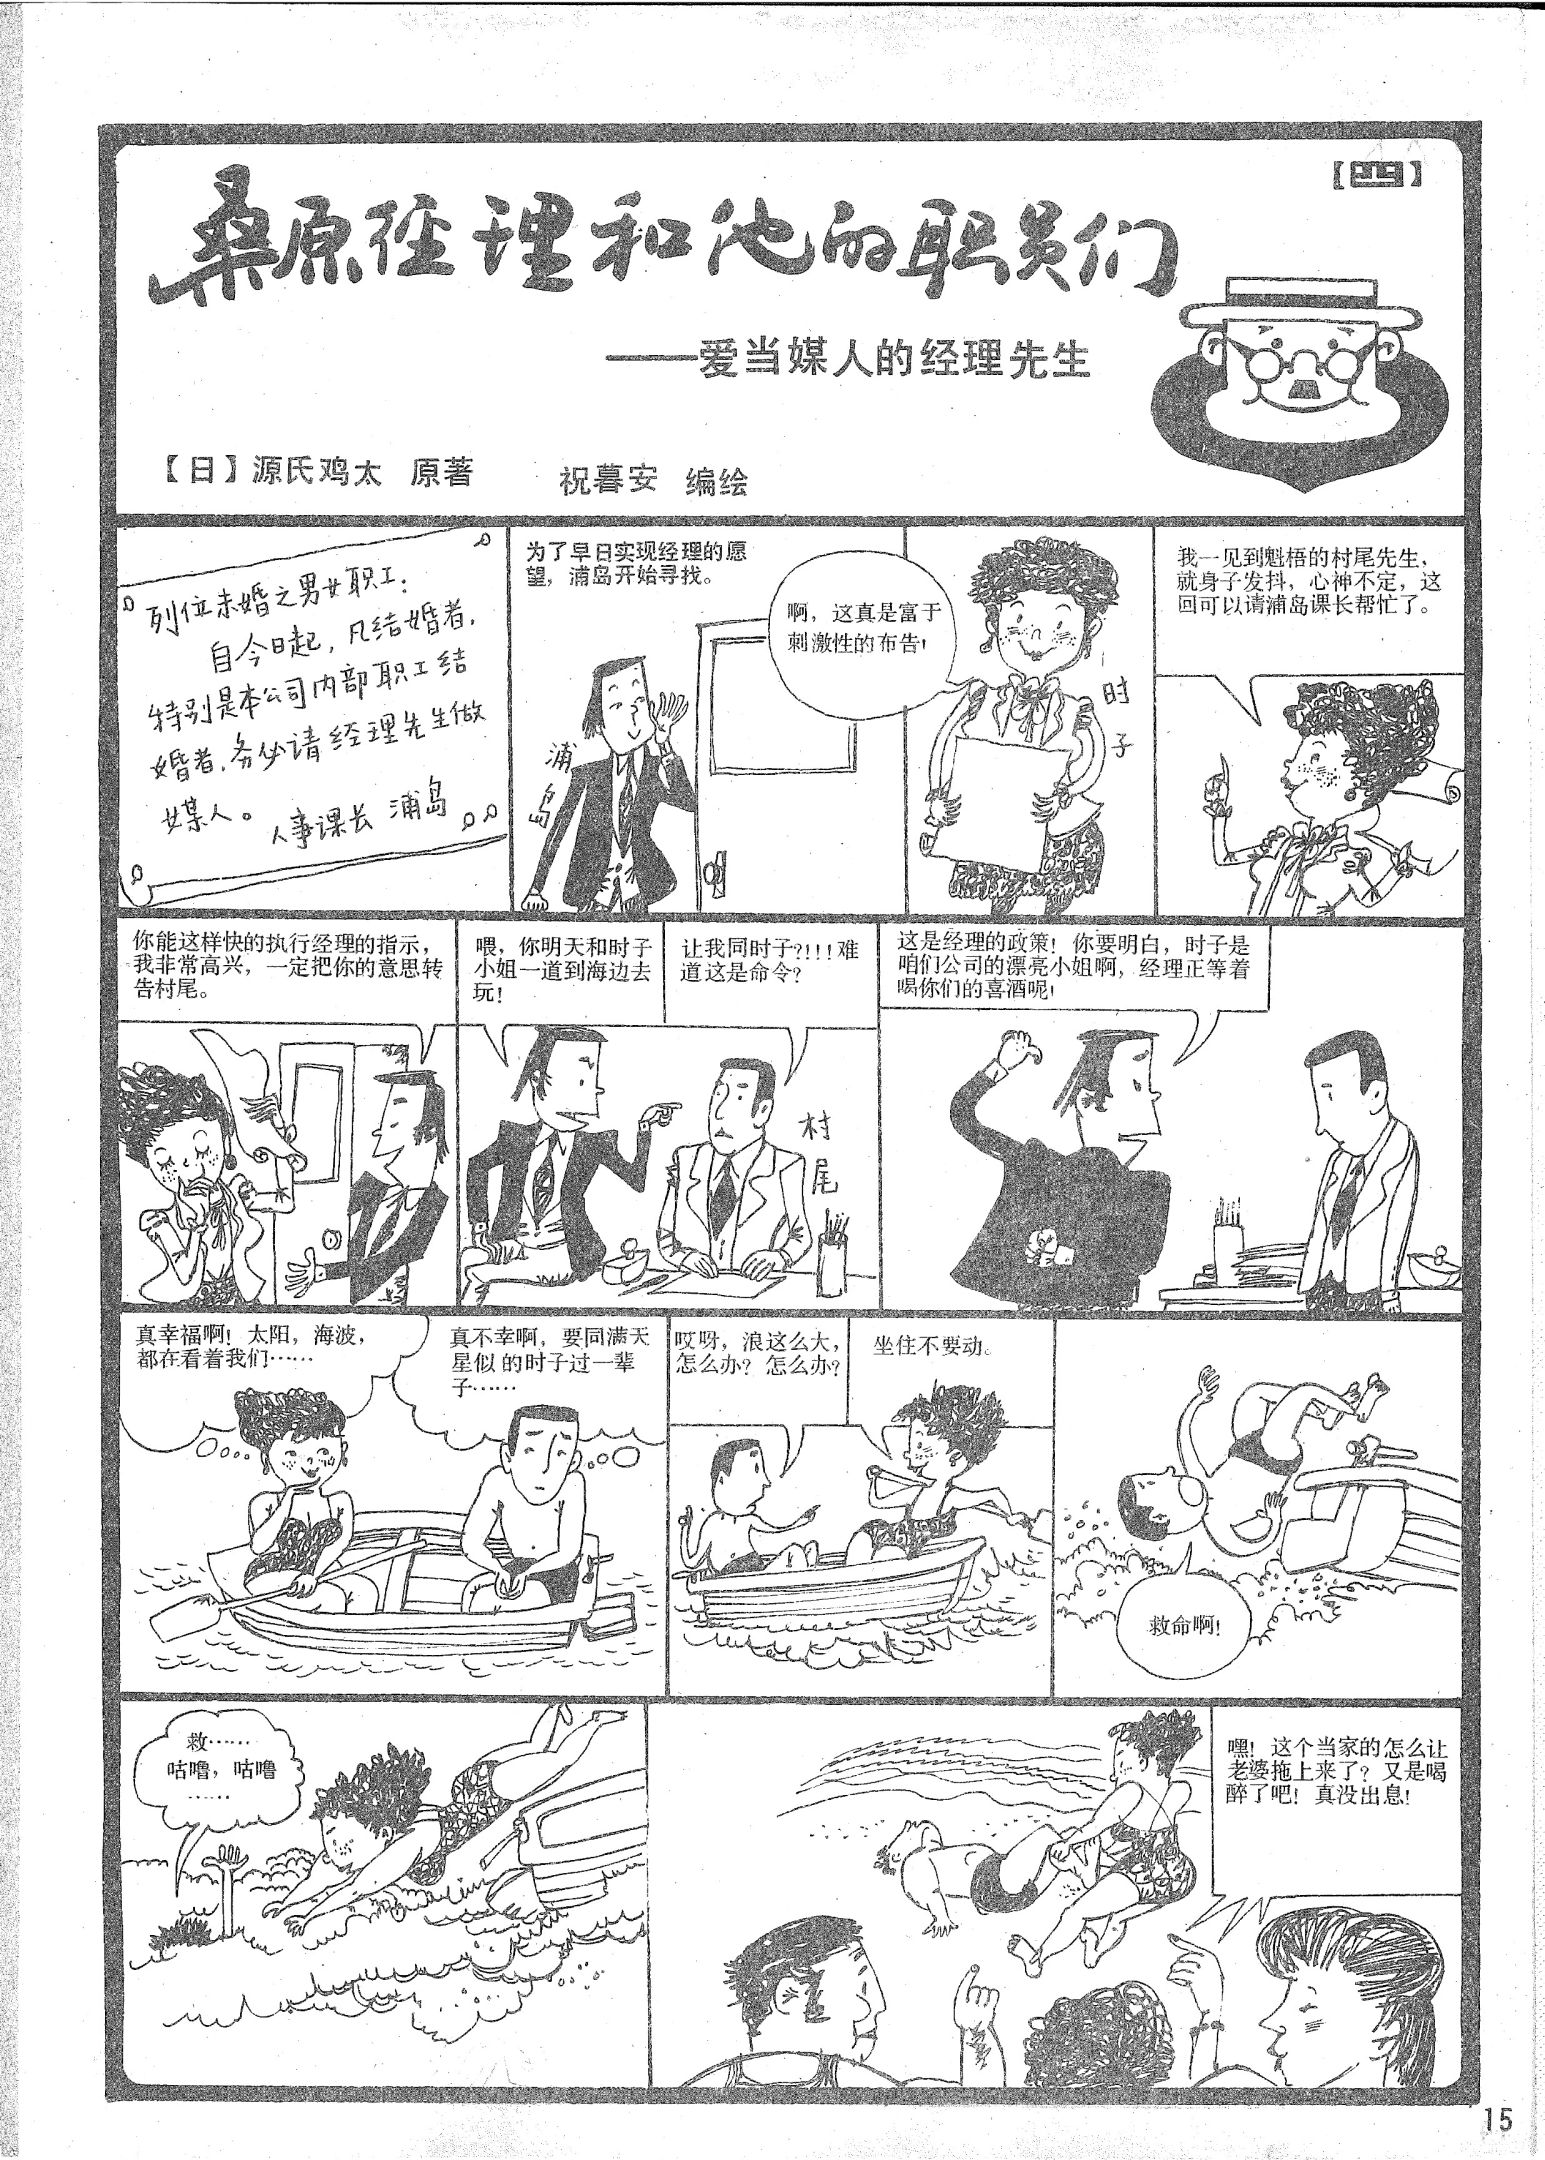 【四】
桑原经理和他的职员们
——爱当媒人的经理先生
【日】源氏鸡太 原著
祝暮安 编绘
列位未婚之男女职工:
自今日起,凡结婚者,
特别是本公司内部职工结
婚者,务必请经理先生做
媒人。
人事课长 浦岛
为了早日实现经理的愿
望,浦岛开始寻找。
浦岛
啊,这真是富于
刺激性的布告!
时子
我一见到魁梧的村尾先生,
就身子发抖,心神不定,这
回可以请浦岛课长帮忙了。
你能这样快的执行经理的指示,
我非常高兴,一定把你的意思转
告村尾。
喂,你明天和时子
小姐一道到海边去
玩!
让我同时子?!!!难
道这是命令?
村尾
这是经理的政策!你要明白,时子是
咱们公司的漂亮小姐啊,经理正等着
喝你们的喜酒呢!
真幸福啊!太阳,海波,
都在看着我们……
真不幸啊,要同满天
星似的时子过一辈
子……
哎呀,浪这么大,
怎么办?怎么办?
坐住不要动。
救命啊!
救……
咕噜,咕噜
……
嘿!这个当家的怎么让
老婆拖上来了?又是喝
醉了吧!真没出息!
15